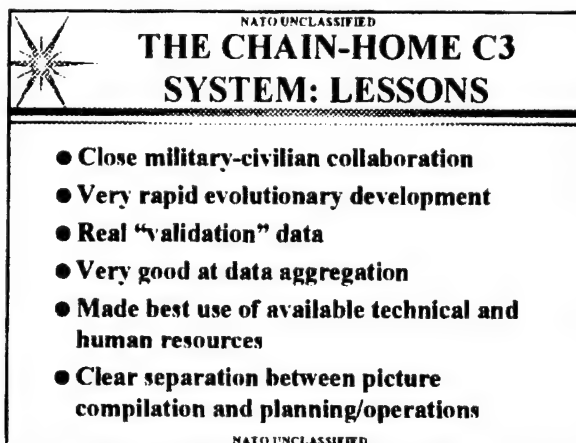 NATO UNCLASSIFIED
THE CHAIN-HOME C3
SYSTEM: LESSONS
● Close military-civilian collaboration
● Very rapid evolutionary development
● Real “validation” data
● Very good at data aggregation
● Made best use of available technical and
human resources
● Clear separation between picture
compilation and planning/operations
NATO UNCLASSIFIED